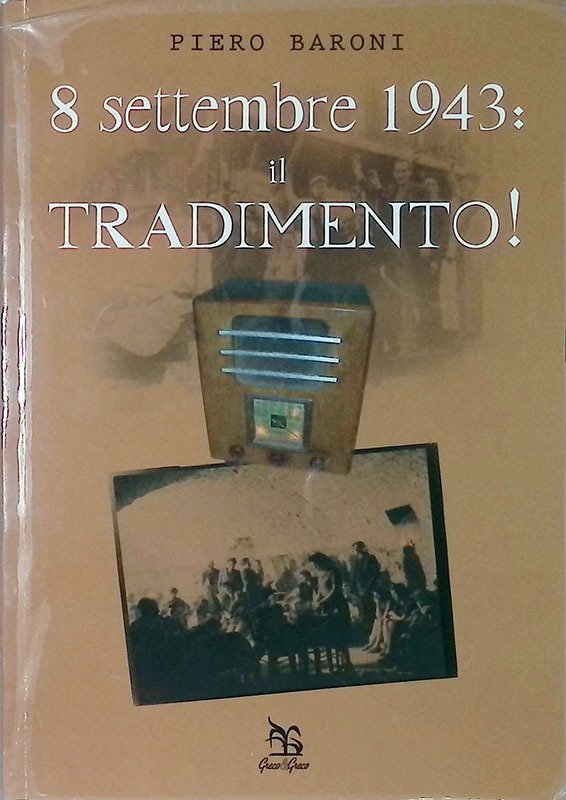 PIERO BARONI
8 settembre 1943:
il
TRADIMENTO!
Greco&Greco